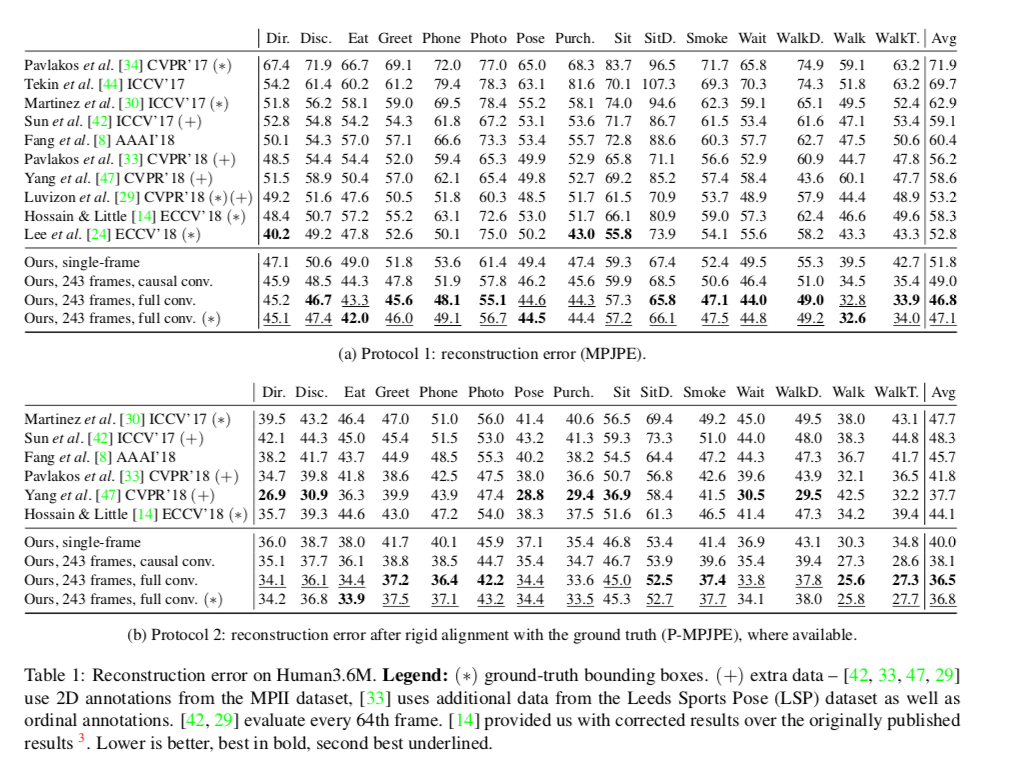 Dir. Disc. Eat Greet Phone Photo Pose Purch. Sit SitD. Smoke Wait WalkD. Walk WalkT. Avg
Pavlakos et al. [34] CVPR'17 (∗) 67.4 71.9 66.7 69.1 72.0 77.0 65.0 68.3 83.7 96.5 71.7 65.8 74.9 59.1 63.2 71.9
Tekin et al. [44] ICCV'17 54.2 61.4 60.2 61.2 79.4 78.3 63.1 81.6 70.1 107.3 69.3 70.3 74.3 51.8 63.2 69.7
Martinez et al. [30] ICCV'17 (∗) 51.8 56.2 58.1 59.0 69.5 78.4 55.2 58.1 74.0 94.6 62.3 59.1 65.1 49.5 52.4 62.9
Sun et al. [42] ICCV'17 (+) 52.8 54.8 54.2 54.3 61.8 67.2 53.1 53.6 71.7 86.7 61.5 53.4 61.6 47.1 53.4 59.1
Fang et al. [8] AAAI'18 50.1 54.3 57.0 57.1 66.6 73.3 53.4 55.7 72.8 88.6 60.3 57.7 62.7 47.5 50.6 60.4
Pavlakos et al. [33] CVPR'18 (+) 48.5 54.4 54.4 52.0 59.4 65.3 49.9 52.9 65.8 71.1 56.6 52.9 60.9 44.7 47.8 56.2
Yang et al. [47] CVPR'18 (+) 51.5 58.9 50.4 57.0 62.1 65.4 49.8 52.7 69.2 85.2 57.4 58.4 43.6 60.1 47.7 58.6
Luvizon et al. [29] CVPR'18 (∗)(+) 49.2 51.6 47.6 50.5 51.8 60.3 48.5 51.7 61.5 70.9 53.7 48.9 57.9 44.4 48.9 53.2
Hossain & Little [14] ECCV'18 (∗) 48.4 50.7 57.2 55.2 63.1 72.6 53.0 51.7 66.1 80.9 59.0 57.3 62.4 46.6 49.6 58.3
Lee et al. [24] ECCV'18 (∗) 40.2 49.2 47.8 52.6 50.1 75.0 50.2 43.0 55.8 73.9 54.1 55.6 58.2 43.3 43.3 52.8
Ours, single-frame 47.1 50.6 49.0 51.8 53.6 61.4 49.4 47.4 59.3 67.4 52.4 49.5 55.3 39.5 42.7 51.8
Ours, 243 frames, causal conv. 45.9 48.5 44.3 47.8 51.9 57.8 46.2 45.6 59.9 68.5 50.6 46.4 51.0 34.5 35.4 49.0
Ours, 243 frames, full conv. 45.2 46.7 43.3 45.6 48.1 55.1 44.6 44.3 57.3 65.8 47.1 44.0 49.0 32.8 33.9 46.8
Ours, 243 frames, full conv. (∗) 45.1 47.4 42.0 46.0 49.1 56.7 44.5 44.4 57.2 66.1 47.5 44.8 49.2 32.6 34.0 47.1
(a) Protocol 1: reconstruction error (MPJPE).
Dir. Disc. Eat Greet Phone Photo Pose Purch. Sit SitD. Smoke Wait WalkD. Walk WalkT. Avg
Martinez et al. [30] ICCV'17 (∗) 39.5 43.2 46.4 47.0 51.0 56.0 41.4 40.6 56.5 69.4 49.2 45.0 49.5 38.0 43.1 47.7
Sun et al. [42] ICCV'17 (+) 42.1 44.3 45.0 45.4 51.5 53.0 43.2 41.3 59.3 73.3 51.0 44.0 48.0 38.3 44.8 48.3
Fang et al. [8] AAAI'18 38.2 41.7 43.7 44.9 48.5 55.3 40.2 38.2 54.5 64.4 47.2 44.3 47.3 36.7 41.7 45.7
Pavlakos et al. [33] CVPR'18 (+) 34.7 39.8 41.8 38.6 42.5 47.5 38.0 36.6 50.7 56.8 42.6 39.6 43.9 32.1 36.5 41.8
Yang et al. [47] CVPR'18 (+) 26.9 30.9 36.3 39.9 43.9 47.4 28.8 29.4 36.9 58.4 41.5 30.5 29.5 42.5 32.2 37.7
Hossain & Little [14] ECCV'18 (∗) 35.7 39.3 44.6 43.0 47.2 54.0 38.3 37.5 51.6 61.3 46.5 41.4 47.3 34.2 39.4 44.1
Ours, single-frame 36.0 38.7 38.0 41.7 40.1 45.9 37.1 35.4 46.8 53.4 41.4 36.9 43.1 30.3 34.8 40.0
Ours, 243 frames, causal conv. 35.1 37.7 36.1 38.8 38.5 44.7 35.4 34.7 46.7 53.9 39.6 35.4 39.4 27.3 28.6 38.1
Ours, 243 frames, full conv. 34.1 36.1 34.4 37.2 36.4 42.2 34.4 33.6 45.0 52.5 37.4 33.8 37.8 25.6 27.3 36.5
Ours, 243 frames, full conv. (∗) 34.2 36.8 33.9 37.5 37.1 43.2 34.4 33.5 45.3 52.7 37.7 34.1 38.0 25.8 27.7 36.8
(b) Protocol 2: reconstruction error after rigid alignment with the ground truth (P-MPJPE), where available.
Table 1: Reconstruction error on Human3.6M. Legend: (∗) ground-truth bounding boxes. (+) extra data – [42, 33, 47, 29]
use 2D annotations from the MPII dataset, [33] uses additional data from the Leeds Sports Pose (LSP) dataset as well as
ordinal annotations. [42, 29] evaluate every 64th frame. [14] provided us with corrected results over the originally published
results 3. Lower is better, best in bold, second best underlined.